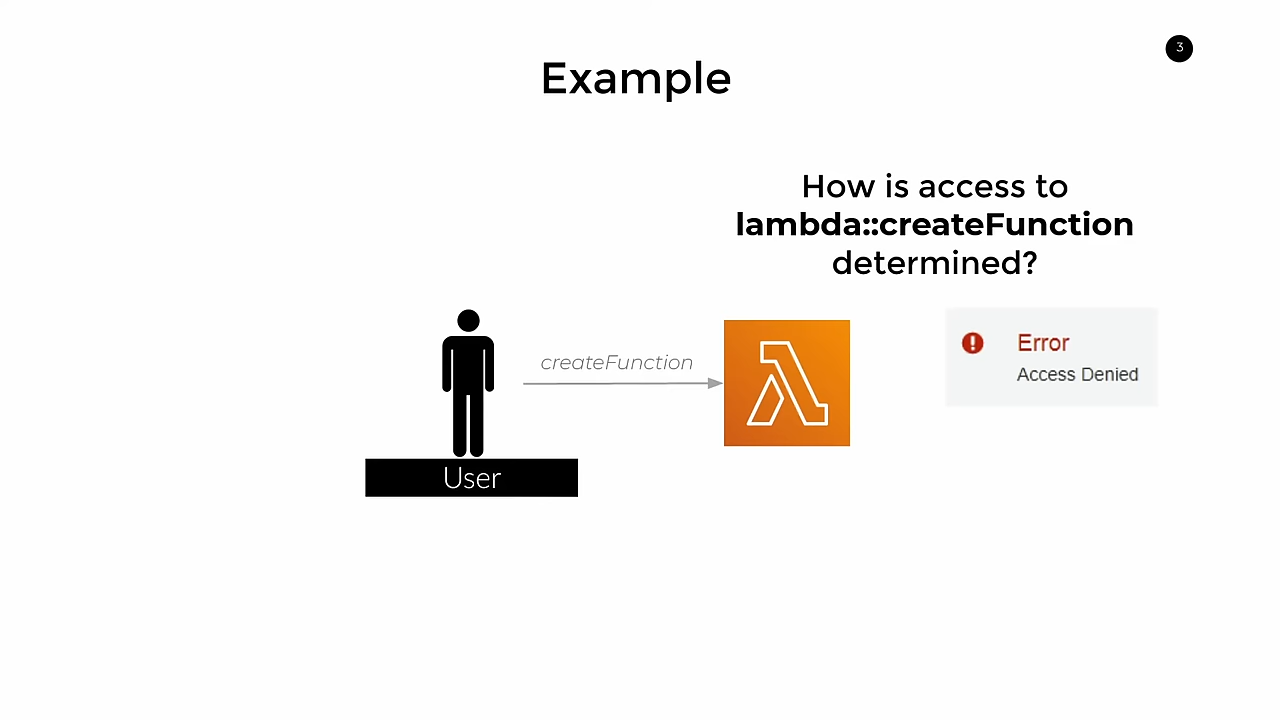 3
Example
How is access to
lambda::createFunction
determined?
createFunction
Error
Access Denied
User